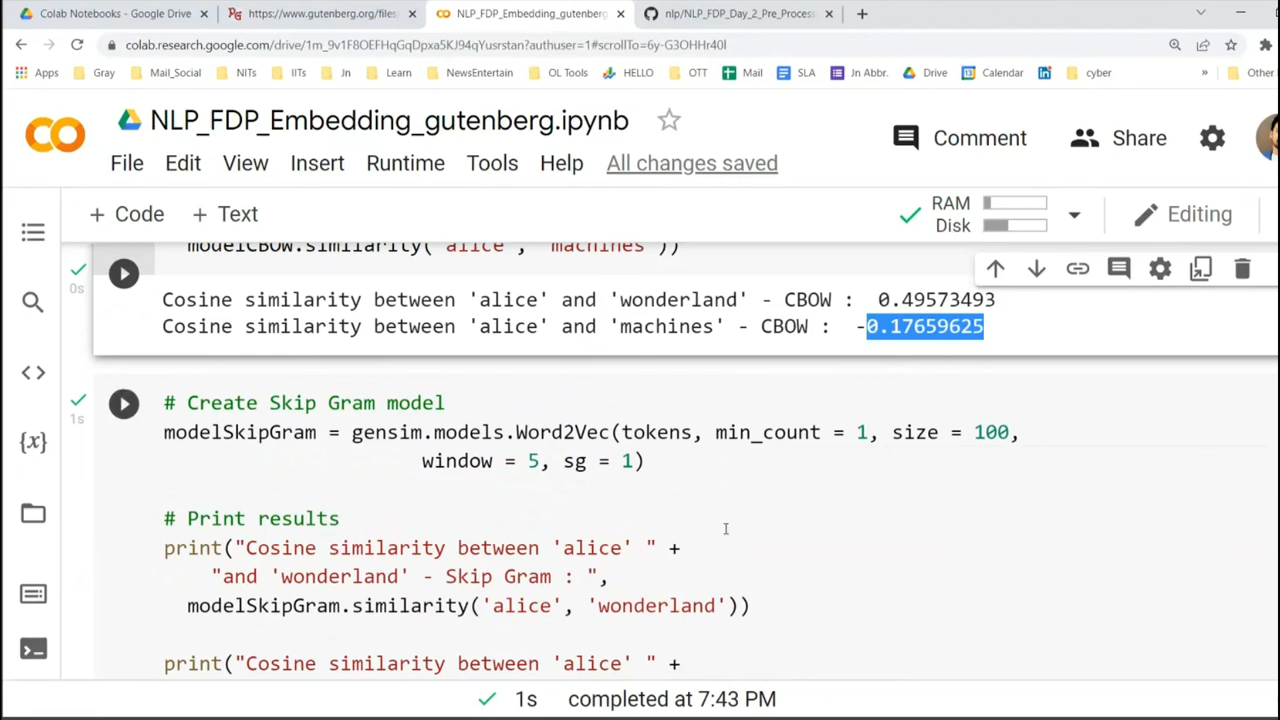 Colab Notebooks - Google Drive
https://www.gutenberg.org/files
NLP_FDP_Embedding_gutenberg
nlp/NLP_FDP_Day_2_Pre_Process
colab.research.google.com/drive/1m_9v1F8OEFHqGqDpxa5KJ94qYusrstan?authuser=1#scrollTo=6y-G3OHHr40l
Apps Gray Mail_Social NITs IITs Jn Learn NewsEntertain OL Tools HELLO OTT Mail SLA Jn Abbr. Drive Calendar cyber » Other
NLP_FDP_Embedding_gutenberg.ipynb
Comment Share
File Edit View Insert Runtime Tools Help All changes saved
+ Code + Text
RAM
Disk
Editing
modelCBOW.similarity('alice', 'machines'))
0s
Cosine similarity between 'alice' and 'wonderland' - CBOW :  0.49573493
Cosine similarity between 'alice' and 'machines' - CBOW :  -0.17659625
1s
# Create Skip Gram model
modelSkipGram = gensim.models.Word2Vec(tokens, min_count = 1, size = 100,
window = 5, sg = 1)
# Print results
print("Cosine similarity between 'alice' " +
"and 'wonderland' - Skip Gram : ",
modelSkipGram.similarity('alice', 'wonderland'))
print("Cosine similarity between 'alice' " +
1s completed at 7:43 PM